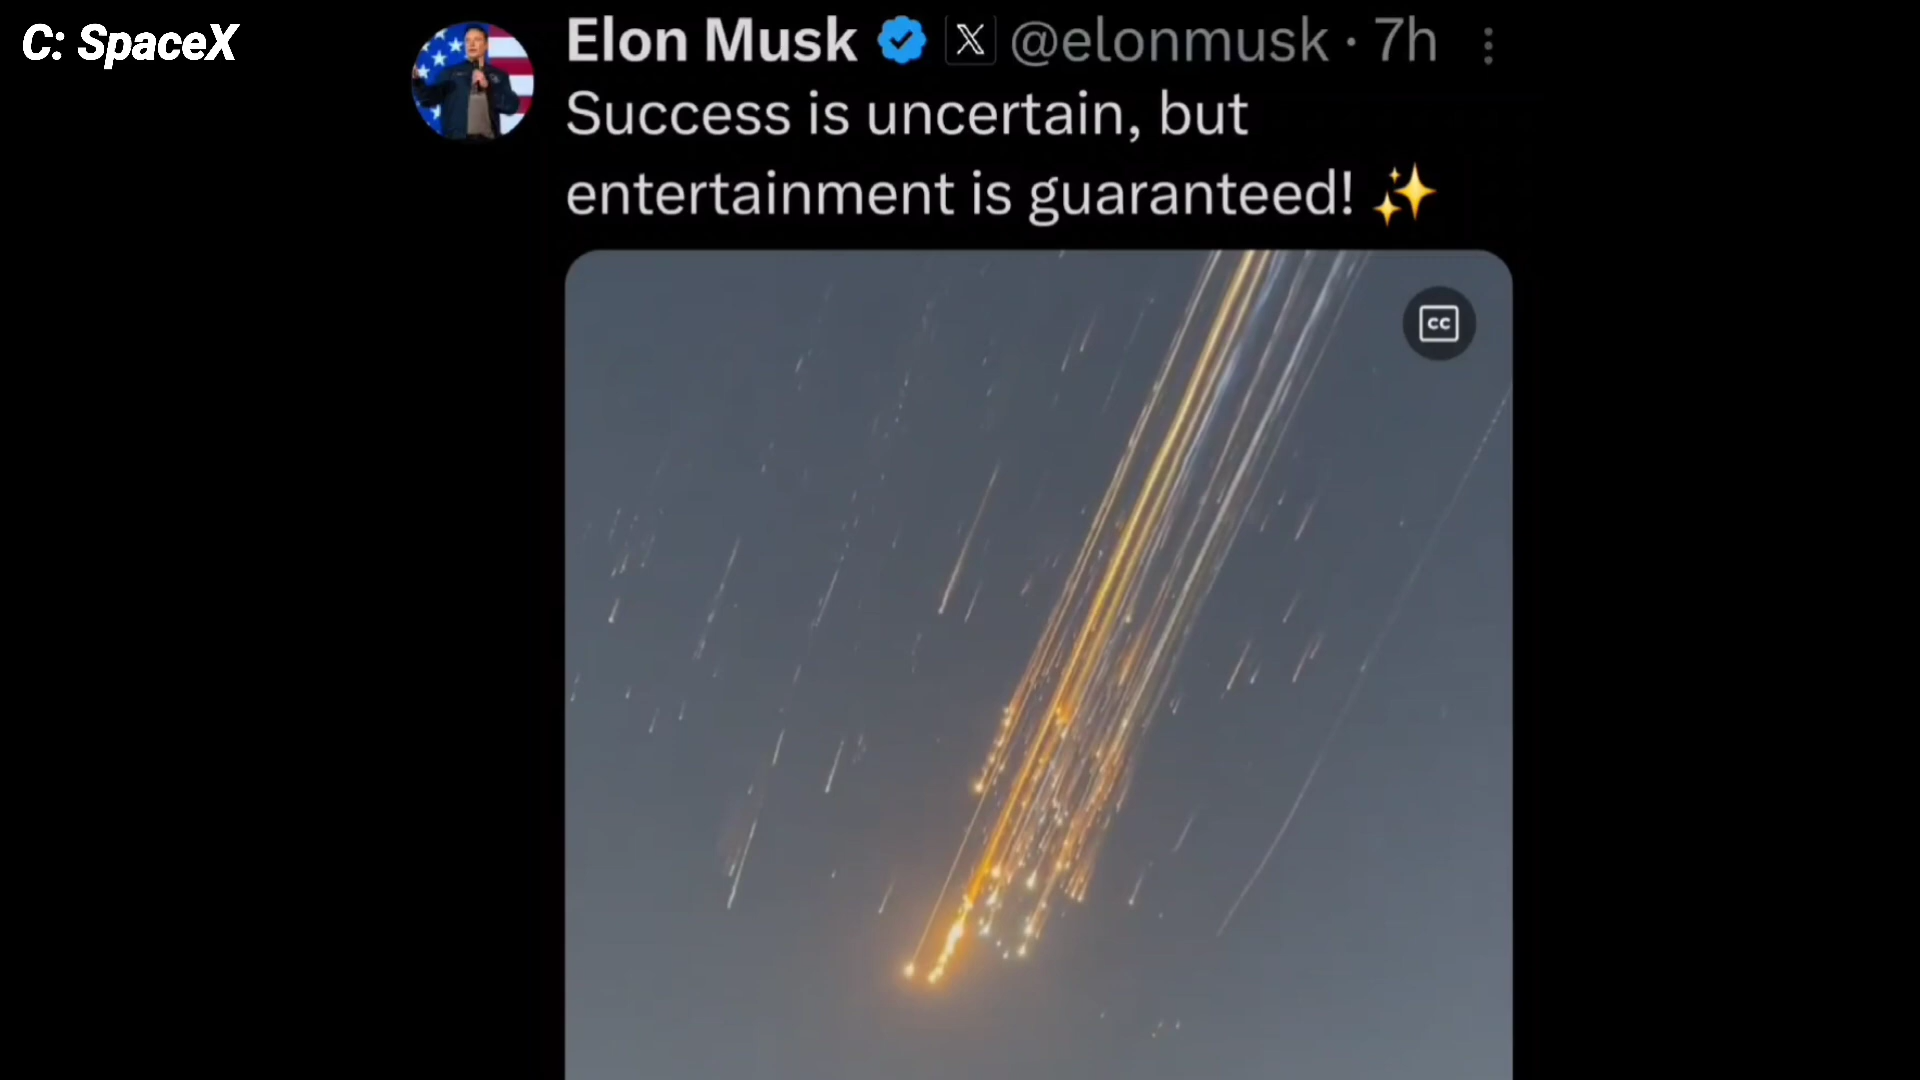 C: SpaceX
Elon Musk X @elonmusk · 7h
Success is uncertain, but
entertainment is guaranteed! ✨
CC